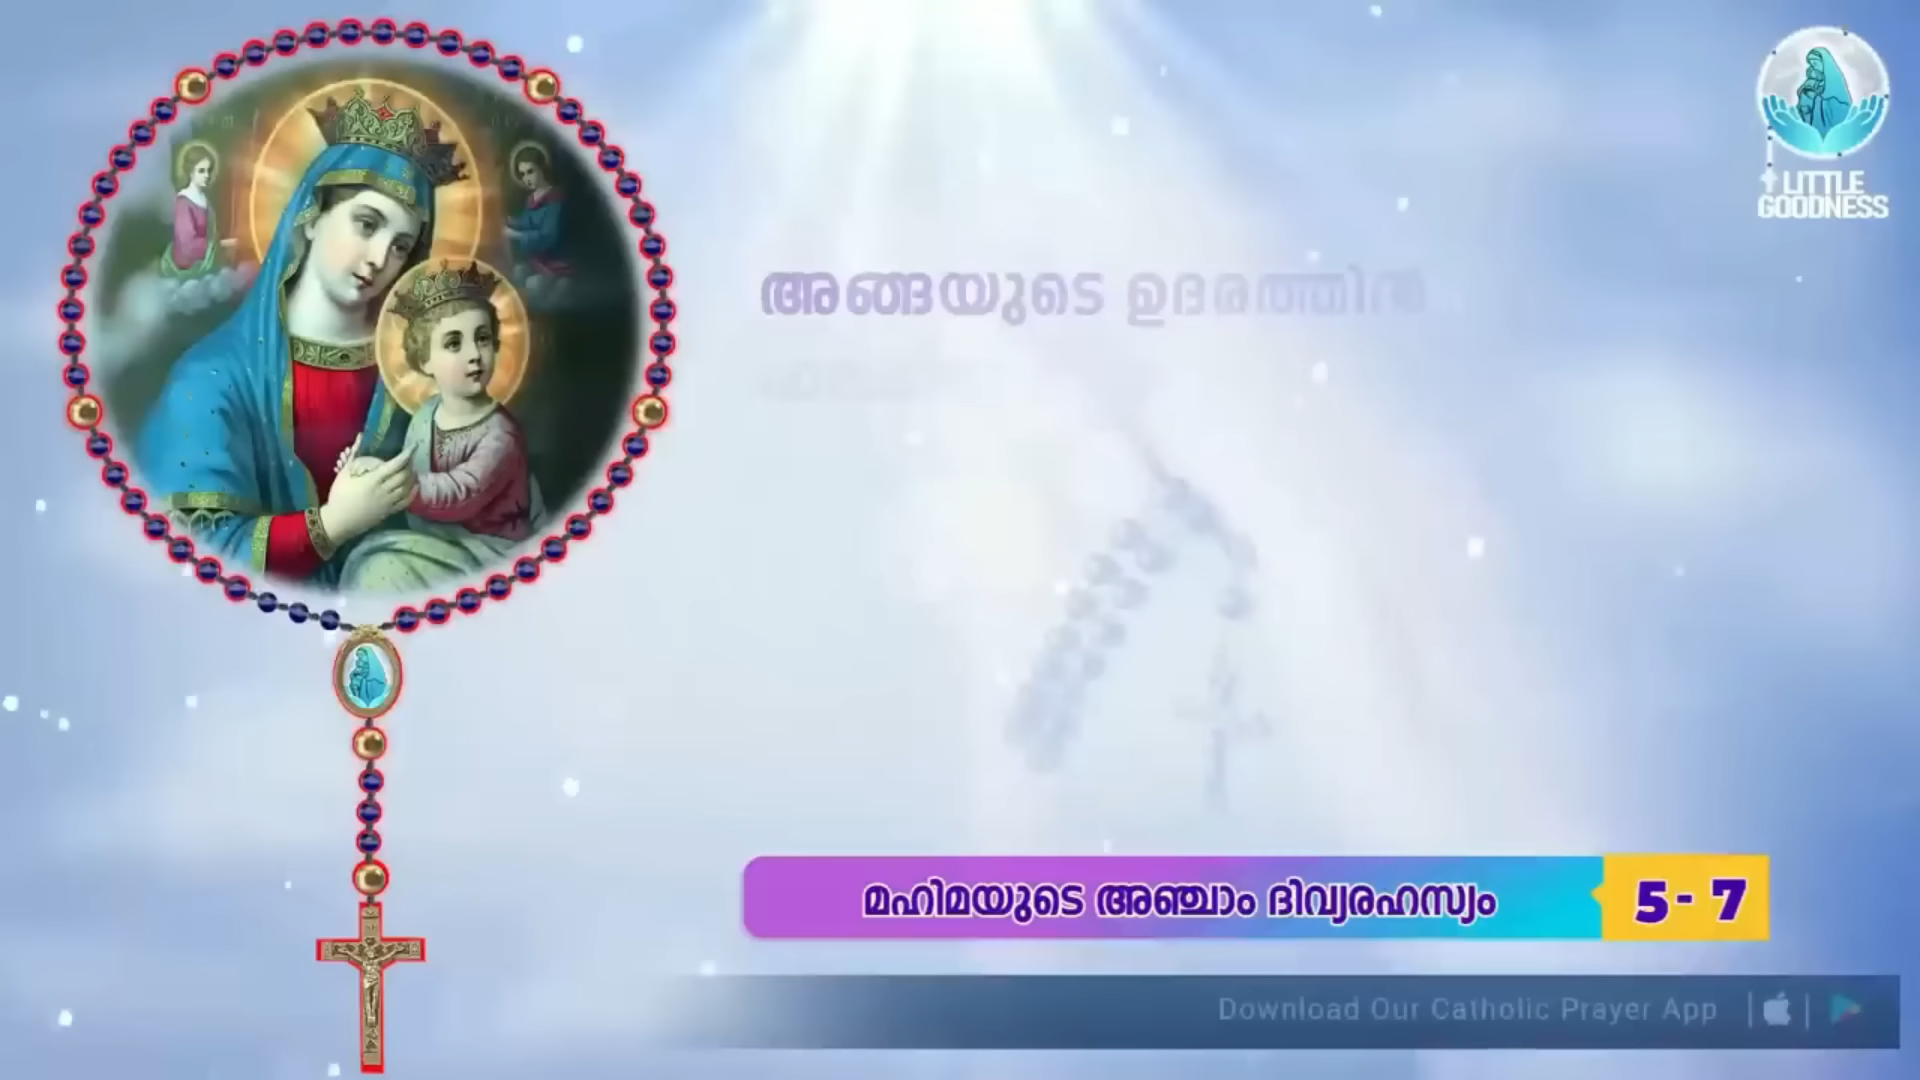 LITTLE
GOODNESS
അങ്ങയുടെ ഉദരത്തിൻ
മഹിമയുടെ അഞ്ചാം ദിവ്യരഹസ്യം
5 - 7
Download Our Catholic Prayer App